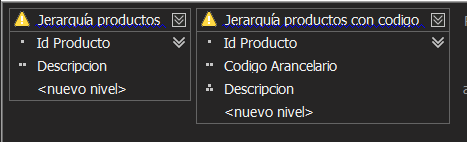 Jerarquía productos
Id Producto
Descripcion
<nuevo nivel>
Jerarquía productos con codigo
Id Producto
Codigo Arancelario
Descripcion
<nuevo nivel>